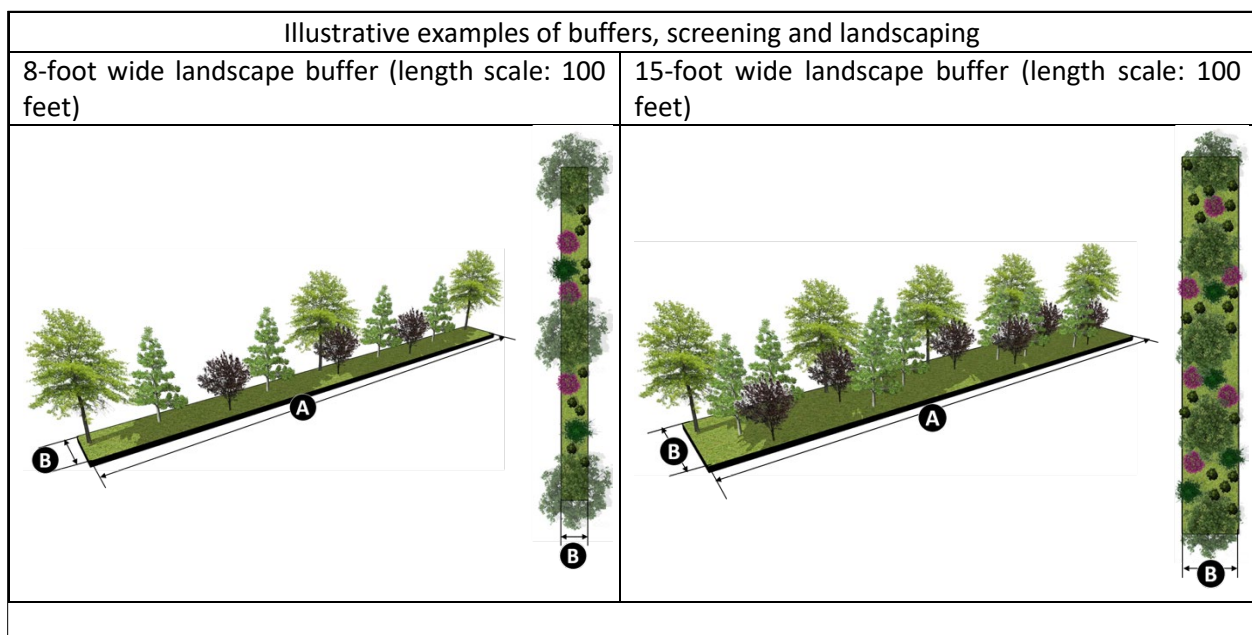 Illustrative examples of buffers, screening and landscaping
8-foot wide landscape buffer (length scale: 100
feet)
15-foot wide landscape buffer (length scale: 100
feet)
A
B
B
A
B
B